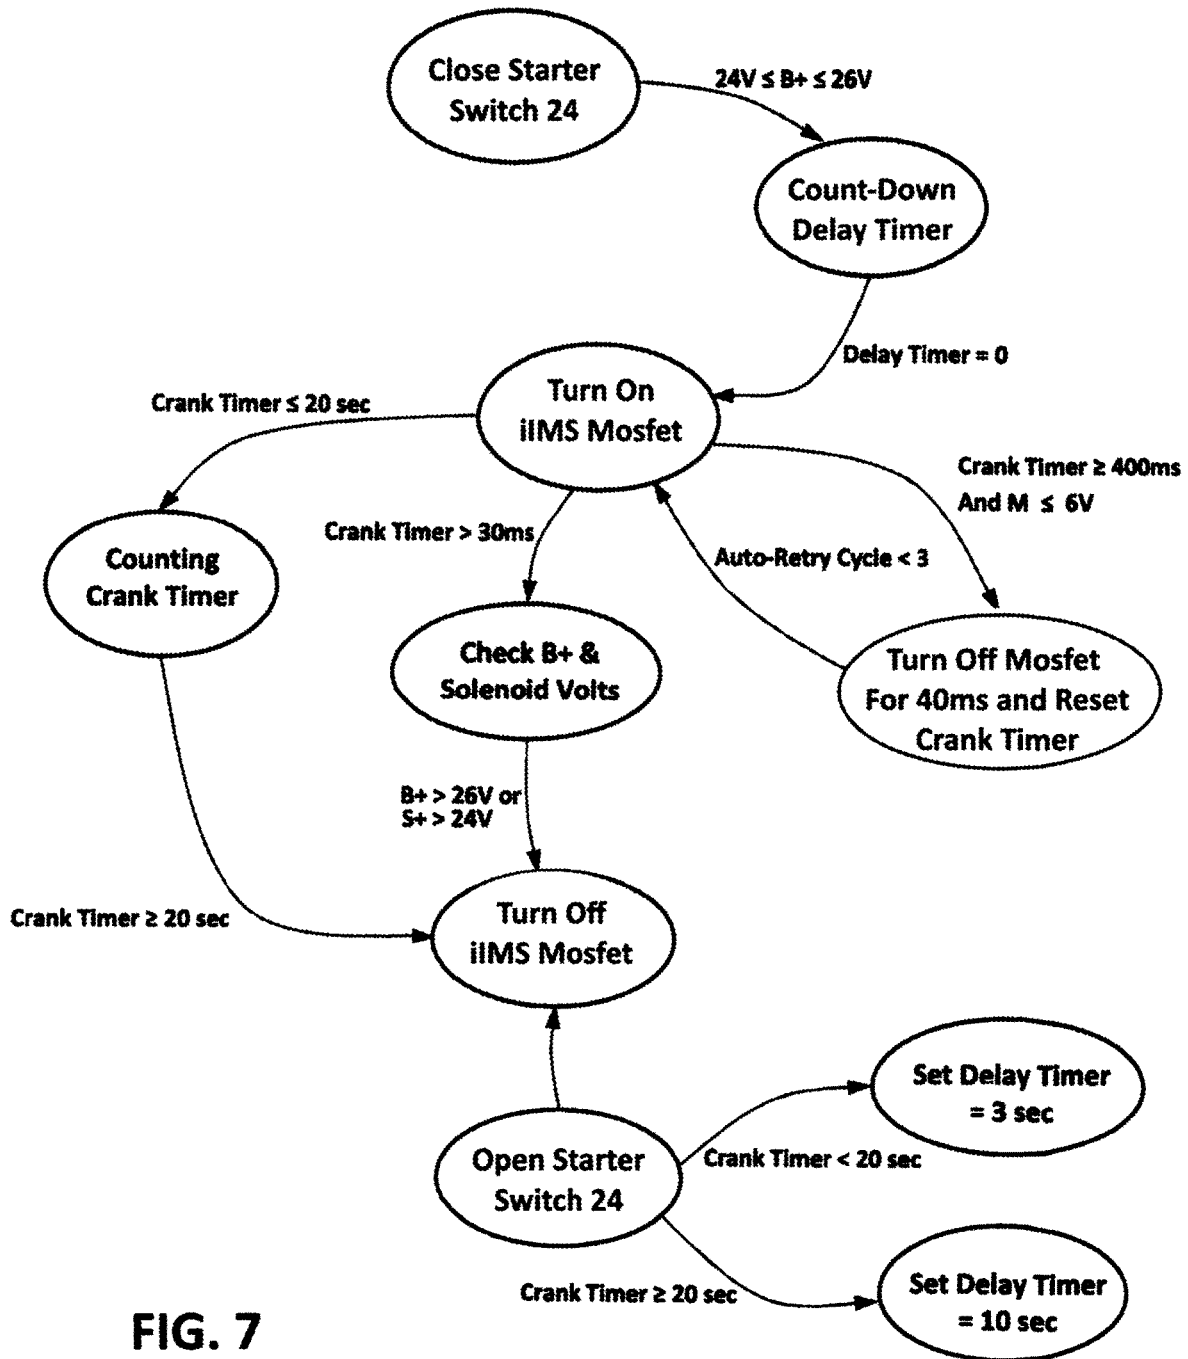 Close Starter
Switch 24
24V ≤ B+ ≤ 26V
Count-Down
Delay Timer
Delay Timer = 0
Turn On
iIMS Mosfet
Crank Timer ≤ 20 sec
Crank Timer ≥ 400ms
And M ≤ 6V
Crank Timer > 30ms
Auto-Retry Cycle < 3
Counting
Crank Timer
Check B+ &
Solenoid Volts
Turn Off Mosfet
For 40ms and Reset
Crank Timer
B+ > 26V or
S+ > 24V
Crank Timer ≥ 20 sec
Turn Off
iIMS Mosfet
Set Delay Timer
= 3 sec
Open Starter
Switch 24
Crank Timer < 20 sec
Crank Timer ≥ 20 sec
Set Delay Timer
= 10 sec
FIG. 7